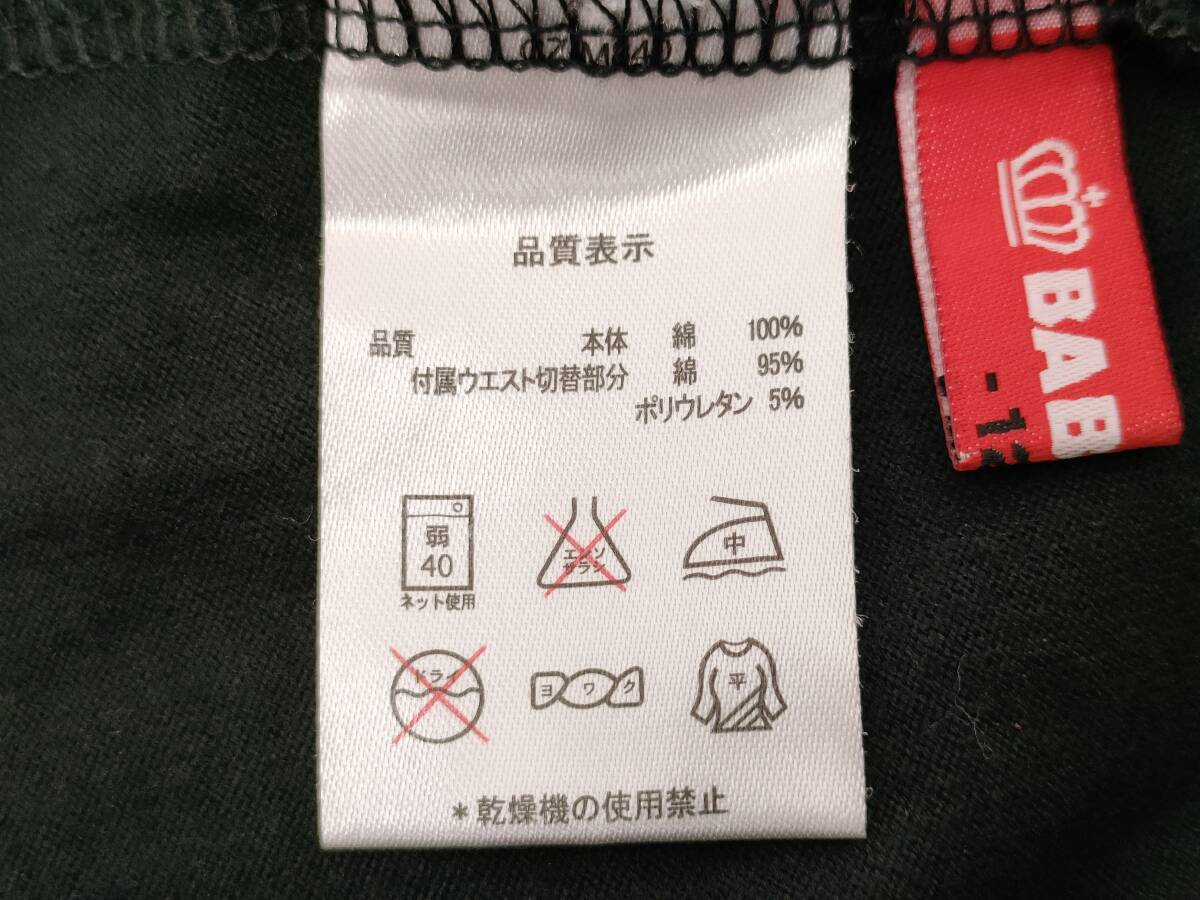 品質表示
品質 本体 綿 100%
付属ウエスト切替部分 綿 95%
ポリウレタン 5%
弱
40
ネット使用
エンソ
サラシ
中
ドライ
ヨワク
平
*乾燥機の使用禁止
BAB